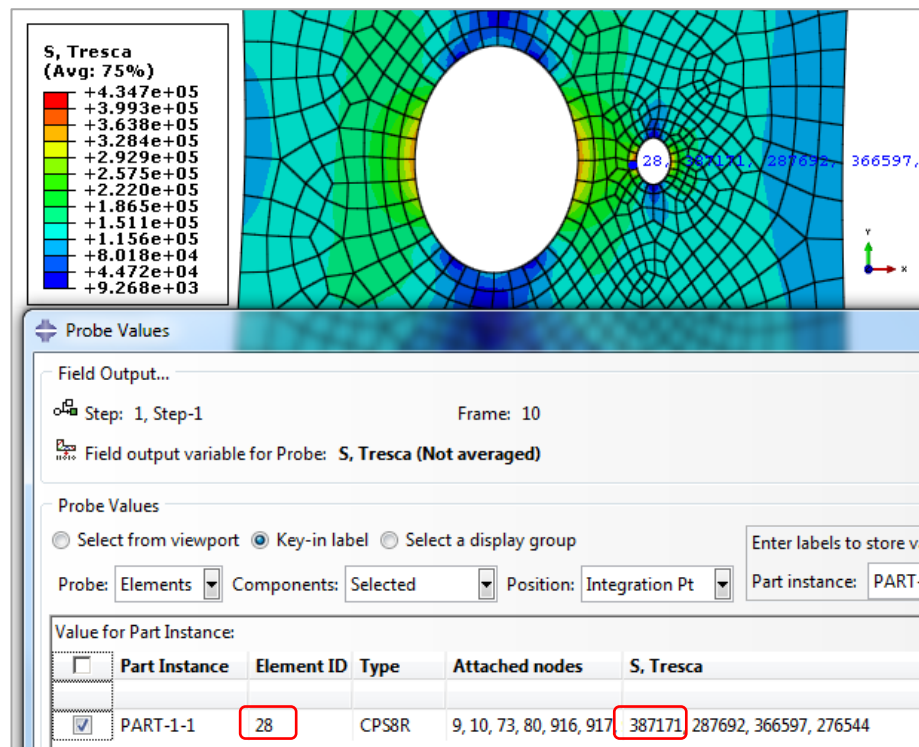 S, Tresca
(Avg: 75%)
+4.347e+05
+3.993e+05
+3.638e+05
+3.284e+05
+2.929e+05
+2.575e+05
+2.220e+05
+1.865e+05
+1.511e+05
+1.156e+05
+8.018e+04
+4.472e+04
+9.268e+03
28, 387171, 287692, 366597,
Y
X
Probe Values
Field Output...
Step: 1, Step-1 Frame: 10
Field output variable for Probe: S, Tresca (Not averaged)
Probe Values
Select from viewport Key-in label Select a display group Enter labels to store va
Probe: Elements Components: Selected Position: Integration Pt Part instance: PART-
Value for Part Instance:
Part Instance Element ID Type Attached nodes S, Tresca
PART-1-1 28 CPS8R 9, 10, 73, 80, 916, 917, 387171, 287692, 366597, 276544